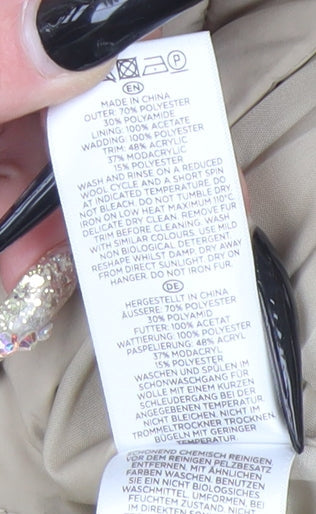 P
EN
MADE IN CHINA
OUTER: 70% POLYESTER
30% POLYAMIDE
LINING: 100% ACETATE
WADDING: 100% POLYESTER
TRIM: 48% ACRYLIC
37% MODACRYLIC
15% POLYESTER
WASH AND RINSE ON A REDUCED
WOOL CYCLE AND A SHORT SPIN
AT INDICATED TEMPERATURE. DO
NOT BLEACH. DO NOT TUMBLE DRY.
IRON ON LOW HEAT MAXIMUM 110°C.
DELICATE DRY CLEAN. REMOVE FUR
TRIM BEFORE CLEANING. WASH
WITH SIMILAR COLOURS. USE MILD
NON BIOLOGICAL DETERGENT.
RESHAPE WHILST DAMP. DRY AWAY
FROM DIRECT SUNLIGHT. DRY ON
HANGER. DO NOT IRON FUR.
DE
HERGESTELLT IN CHINA
ÄUSSERE: 70% POLYESTER
30% POLYAMID
FUTTER: 100% ACETAT
WATTIERUNG: 100% POLYESTER
PASPELIERUNG: 48% ACRYL
37% MODACRYL
15% POLYESTER
WASCHEN UND SPÜLEN IM
SCHONWASCHGANG FÜR
WOLLE MIT EINEM KURZEN
SCHLEUDERGANG BEI DER
ANGEGEBENEN TEMPERATUR.
NICHT BLEICHEN. NICHT IM
TROMMELTROCKNER TROCKNEN.
BÜGELN MIT GERINGER
TEMPERATUR.
SCHONEND CHEMISCH REINIGEN
VOR DEM REINIGEN PELZBESATZ
ENTFERNEN. MIT ÄHNLICHEN
FARBEN WASCHEN. BENUTZEN
SIE EIN NICHT BIOLOGISCHES
WASCHMITTEL. UMFORMEN. BEI
FEUCHTEM ZUSTAND. NICHT
IM DIREKTEN